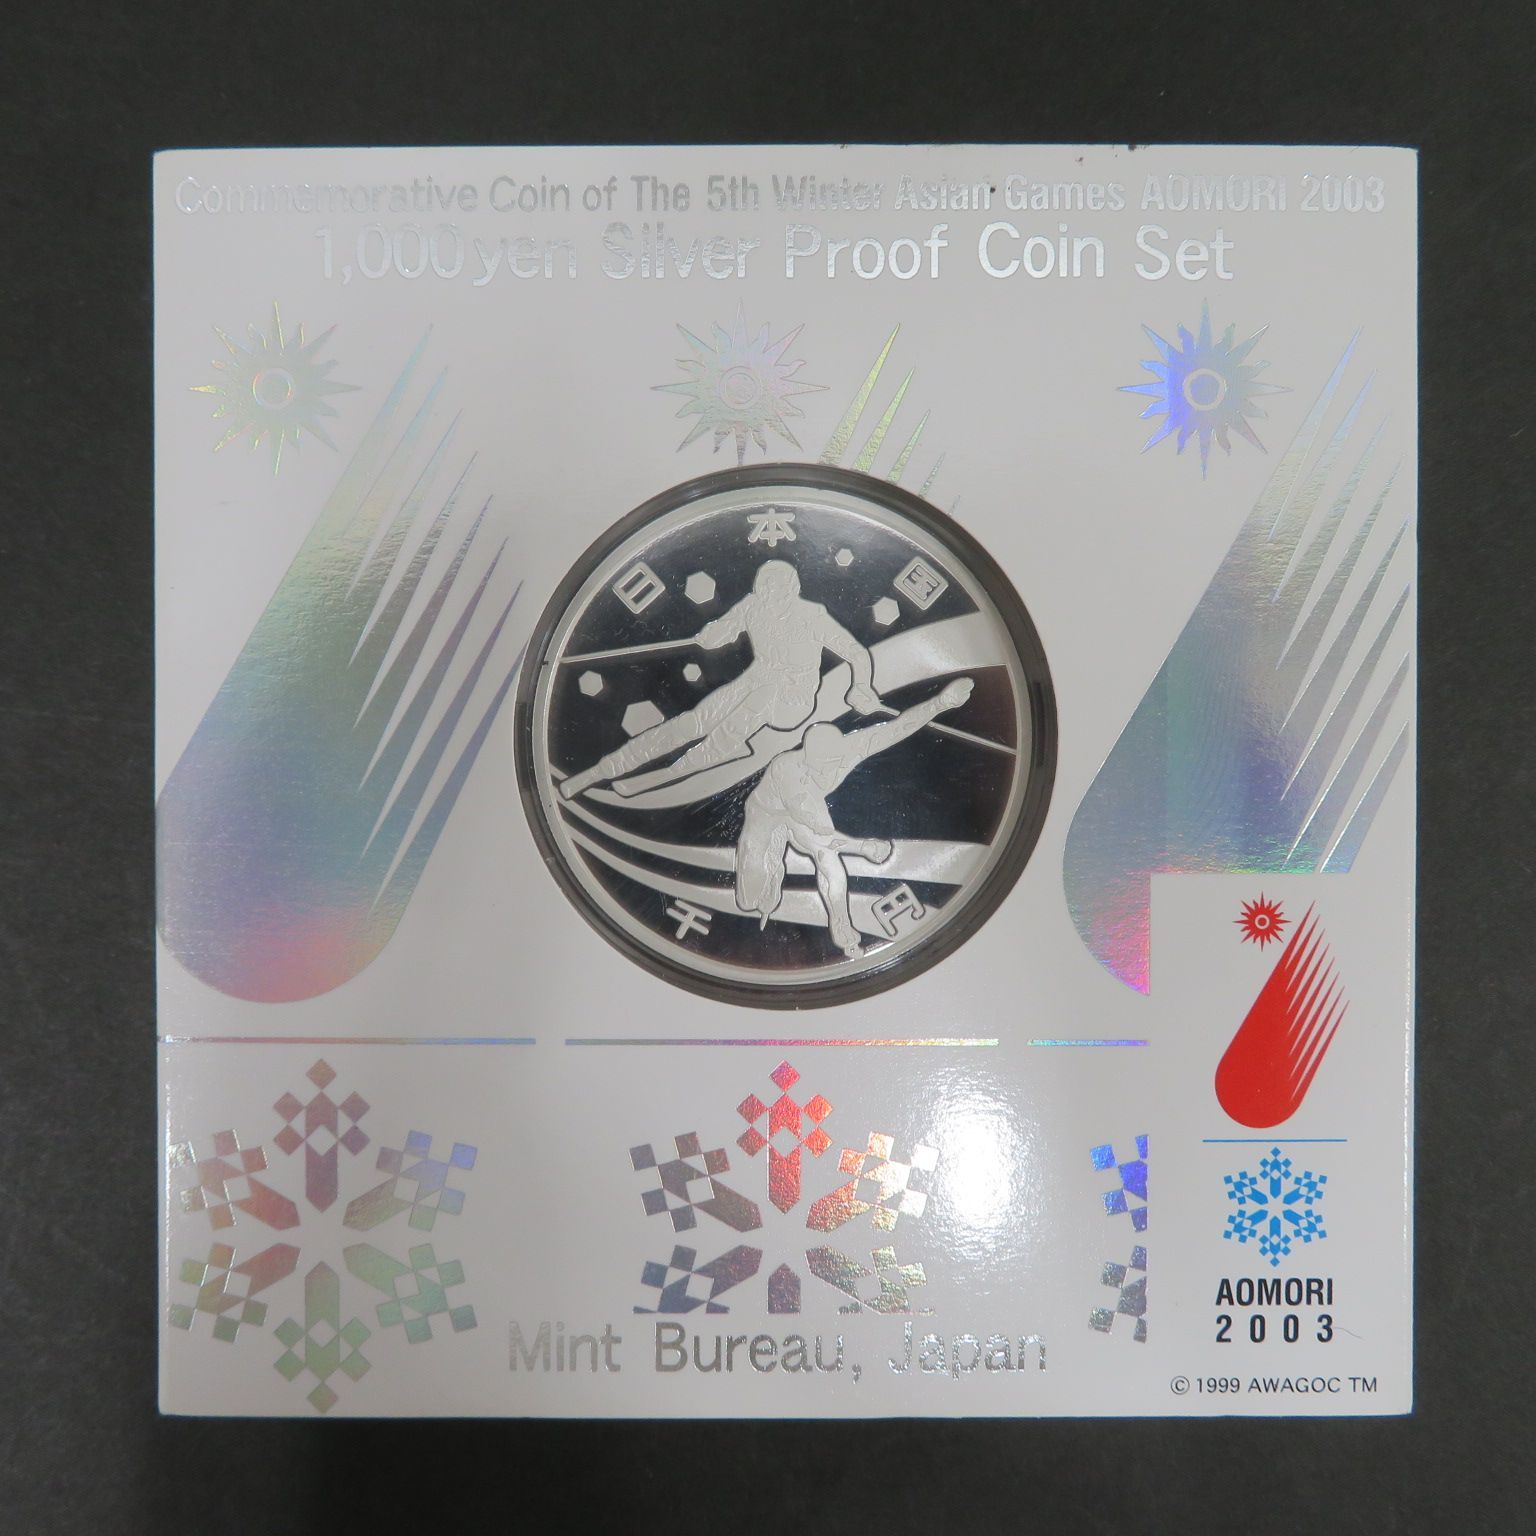 Commemorative Coin of The 5th Winter Asian Games AOMORI 2003
1,000yen Silver Proof Coin Set
日本国
千円
AOMORI
2003
Mint Bureau, Japan
© 1999 AWAGOC TM